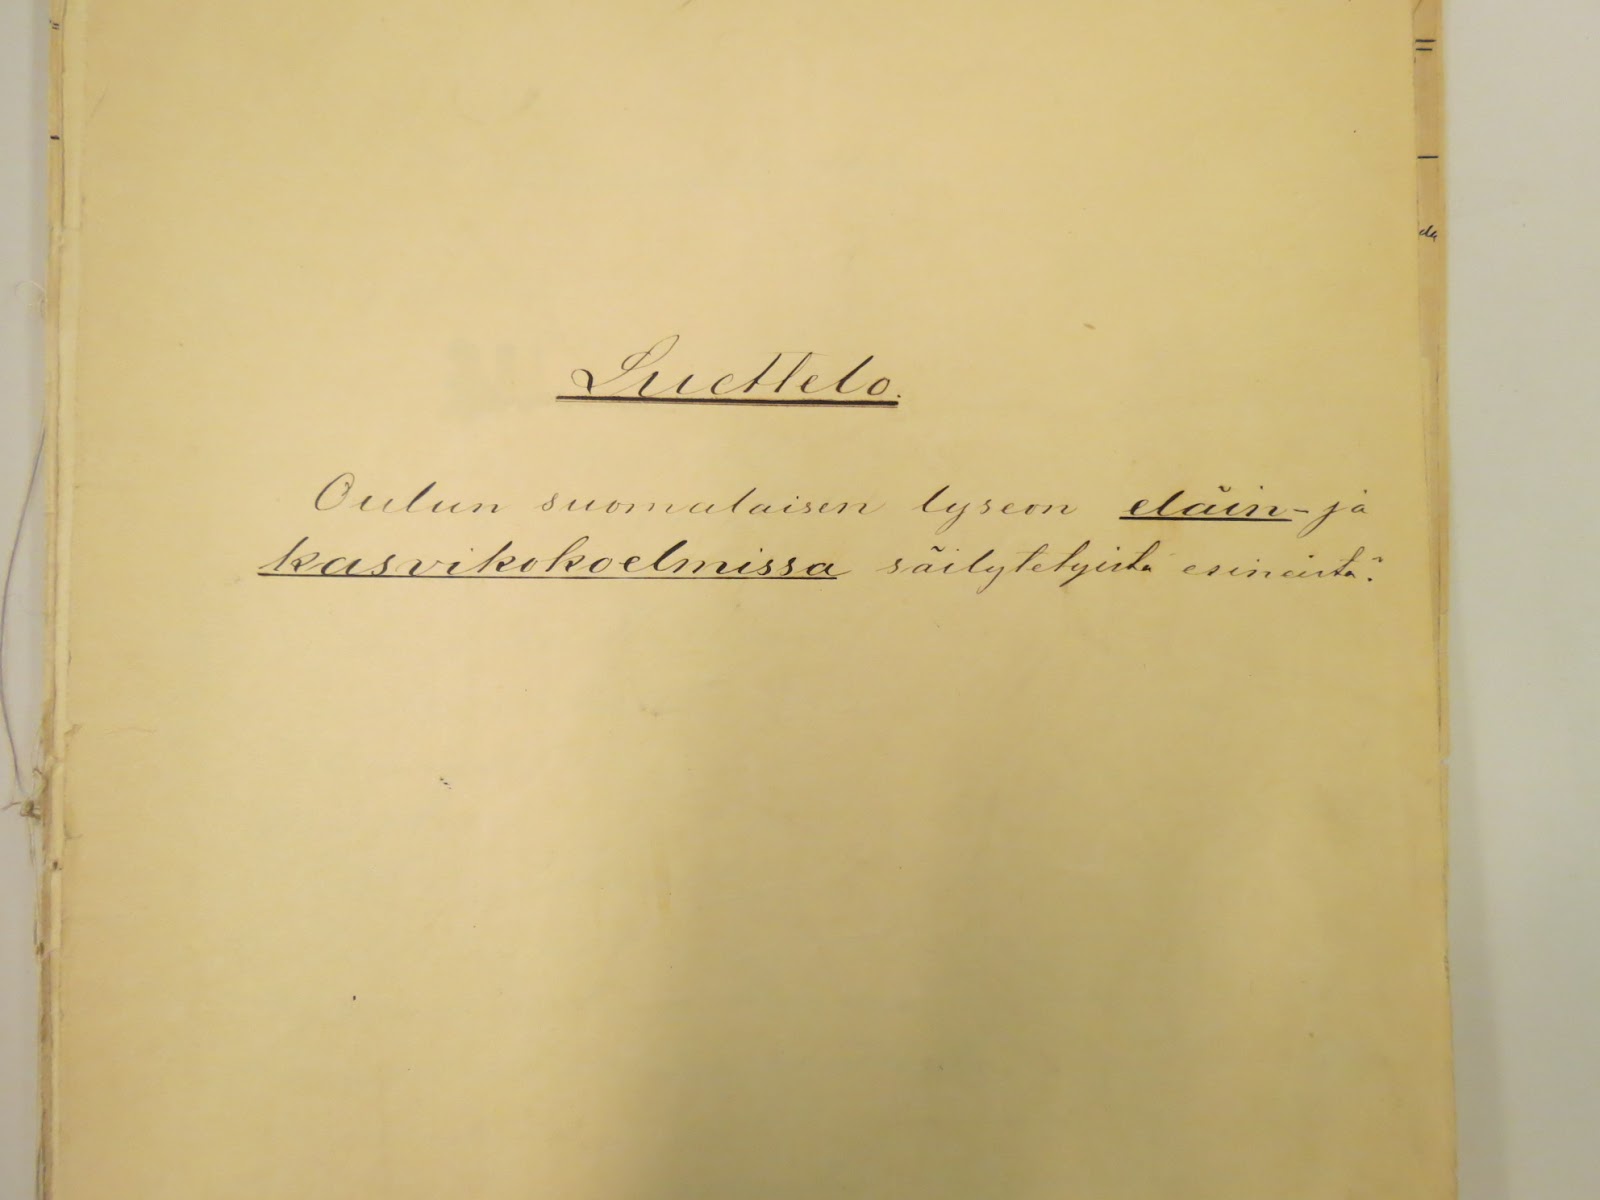 Luettelo.
Oulun suomalaisen lyseon eläin- ja
kasvikokoelmissa säilytetyistä esineistä.